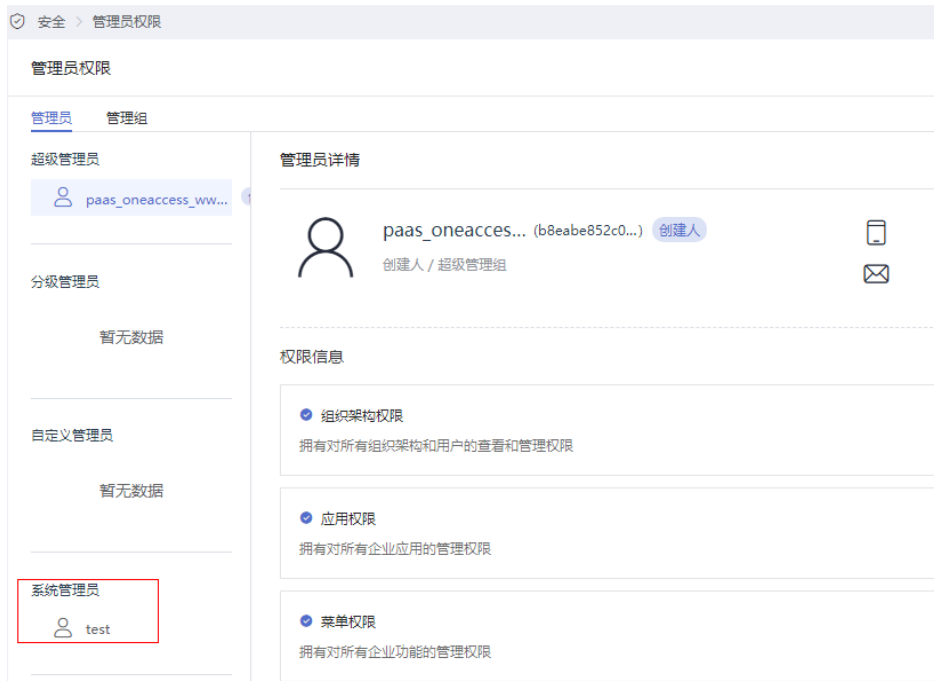 安全 > 管理员权限
管理员权限
管理员 管理组
超级管理员
paas_oneaccess_ww...
分级管理员
暂无数据
自定义管理员
暂无数据
系统管理员
test
管理员详情
paas_oneacces... (b8eabe852c0...) 创建人
创建人 / 超级管理组
权限信息
组织架构权限
拥有对所有组织架构和用户的查看和管理权限
应用权限
拥有对所有企业应用的管理权限
菜单权限
拥有对所有企业功能的管理权限